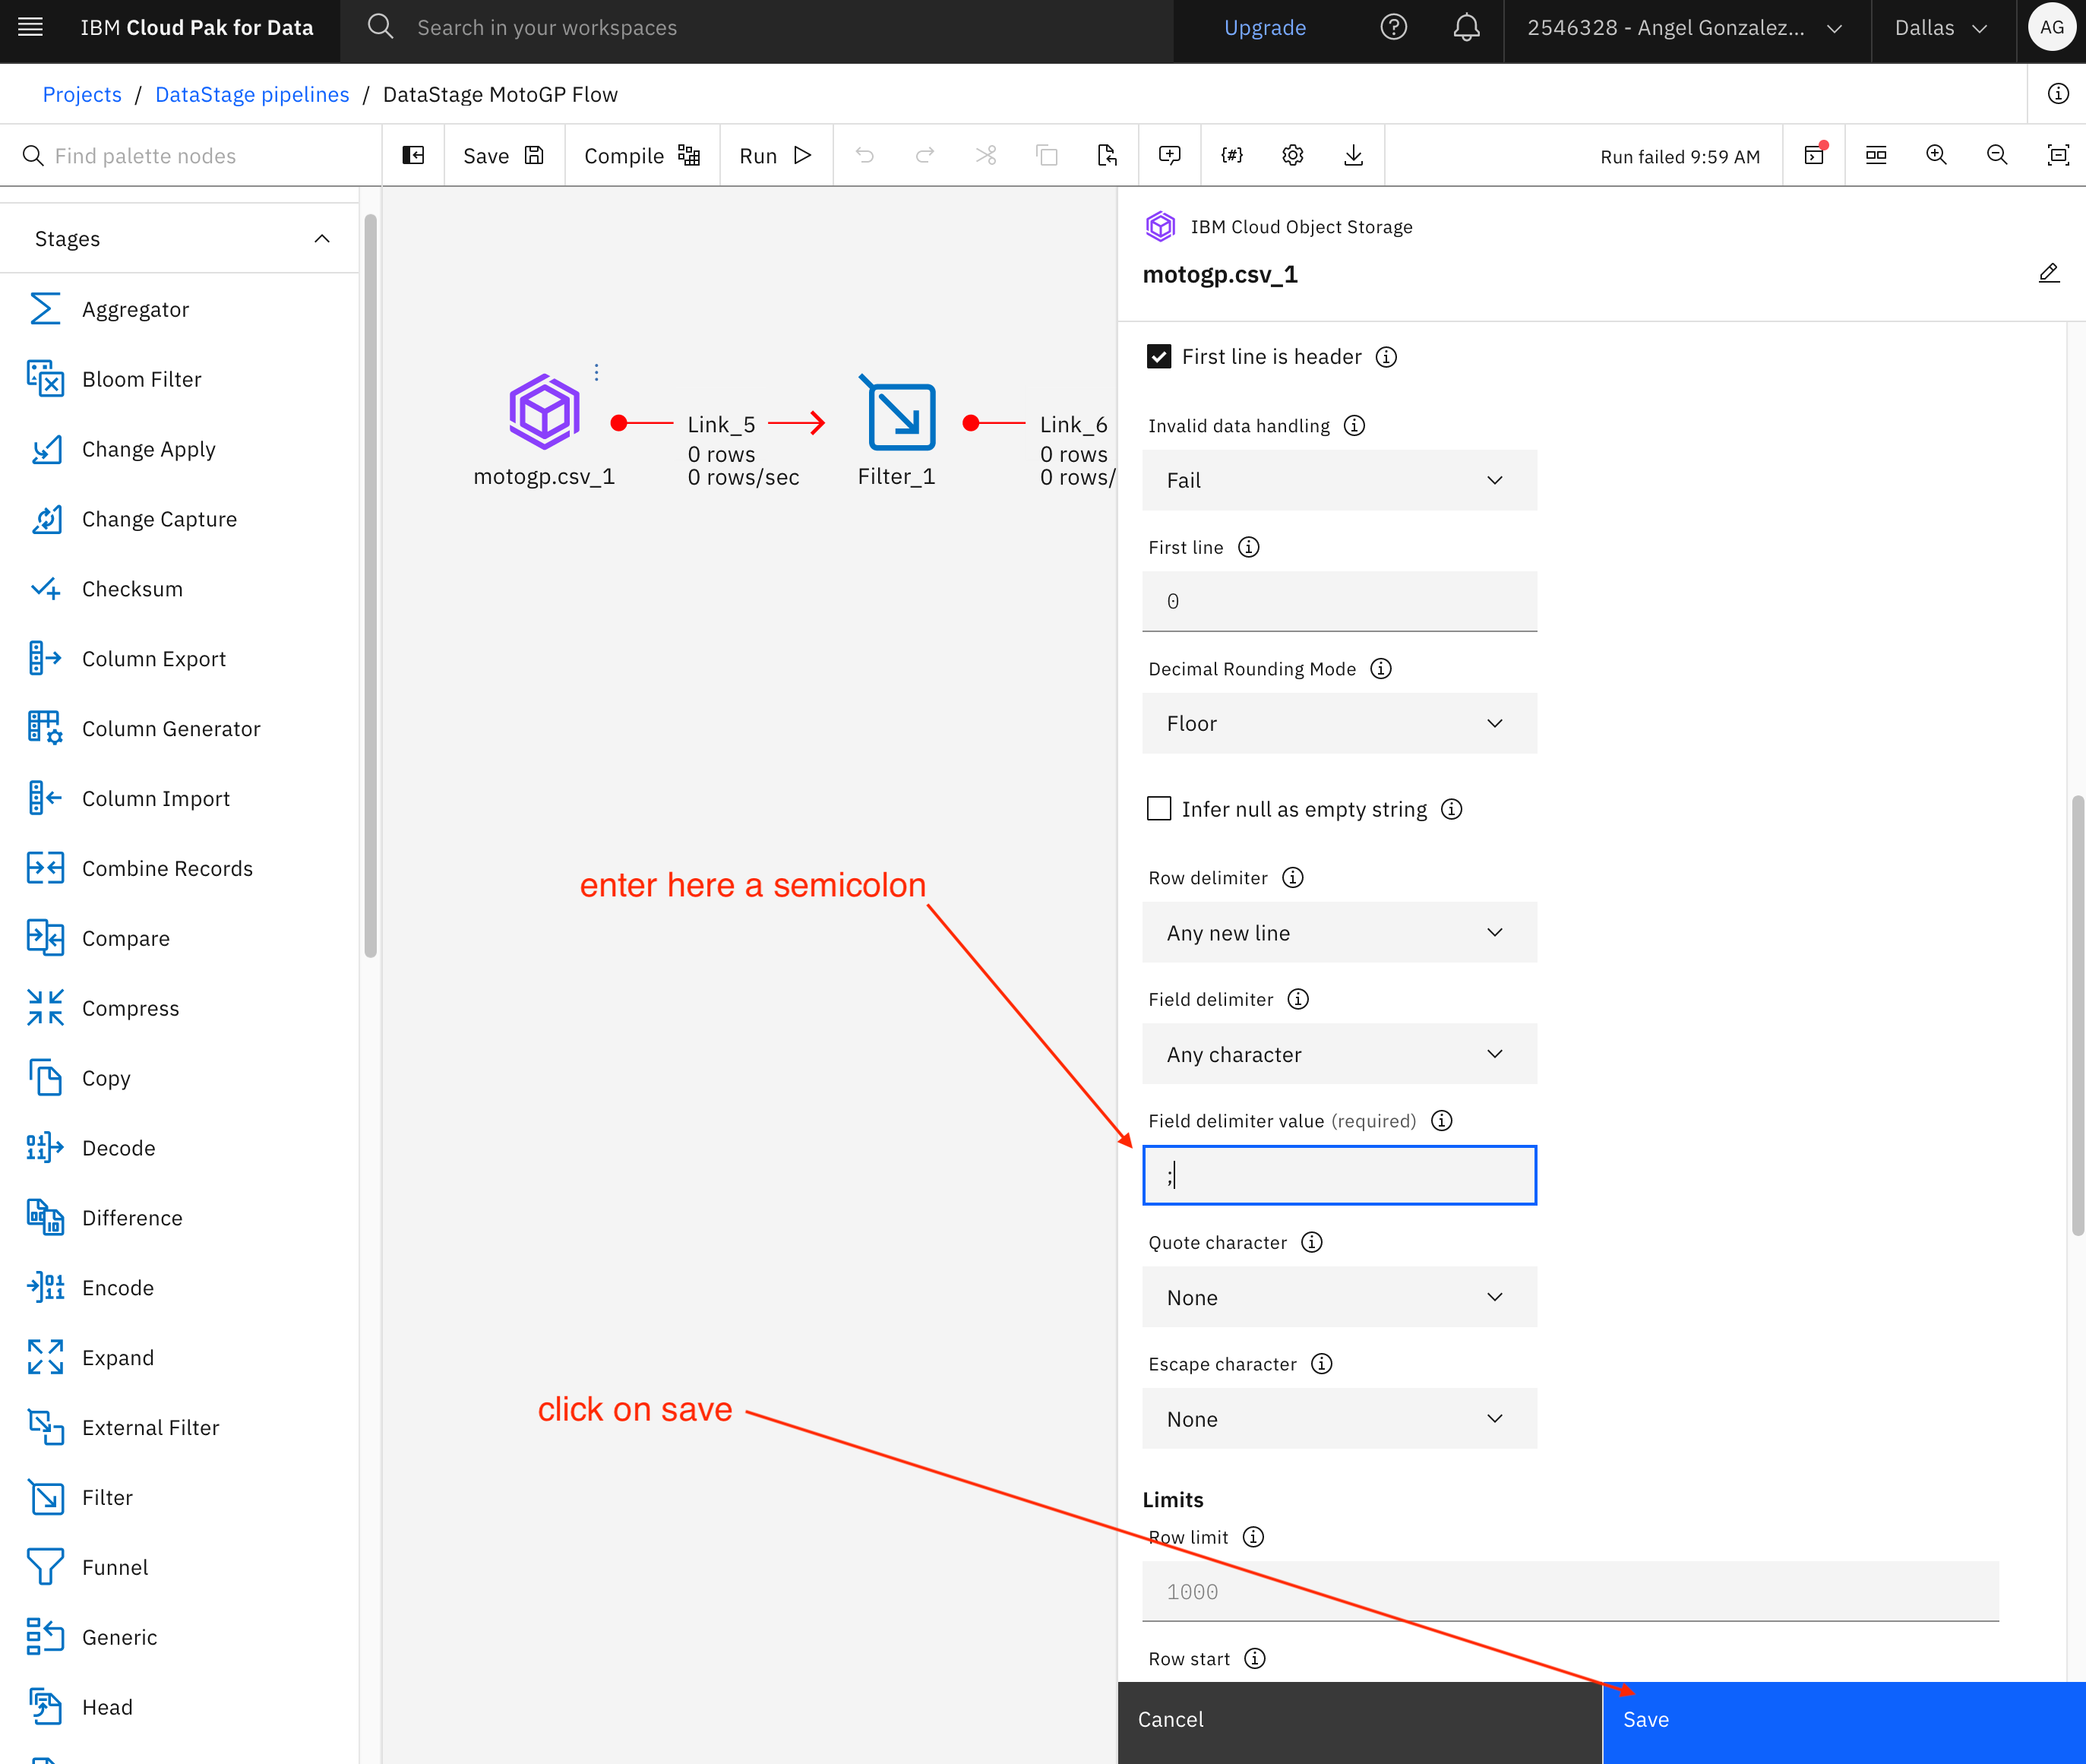 IBM Cloud Pak for Data
Search in your workspaces
Upgrade
2546328 - Angel Gonzalez...
Dallas
AG
Projects / DataStage pipelines / DataStage MotoGP Flow
Find palette nodes
Save
Compile
Run
{#}
Run failed 9:59 AM
Stages
Aggregator
Bloom Filter
Change Apply
Change Capture
Checksum
Column Export
Column Generator
Column Import
Combine Records
Compare
Compress
Copy
Decode
Difference
Encode
Expand
External Filter
Filter
Funnel
Generic
Head
motogp.csv_1
Link_5
0 rows
0 rows/sec
Filter_1
Link_6
0 rows
0 rows/
enter here a semicolon
click on save
IBM Cloud Object Storage
motogp.csv_1
First line is header
Invalid data handling
Fail
First line
0
Decimal Rounding Mode
Floor
Infer null as empty string
Row delimiter
Any new line
Field delimiter
Any character
Field delimiter value (required)
;
Quote character
None
Escape character
None
Limits
Row limit
1000
Row start
Cancel
Save